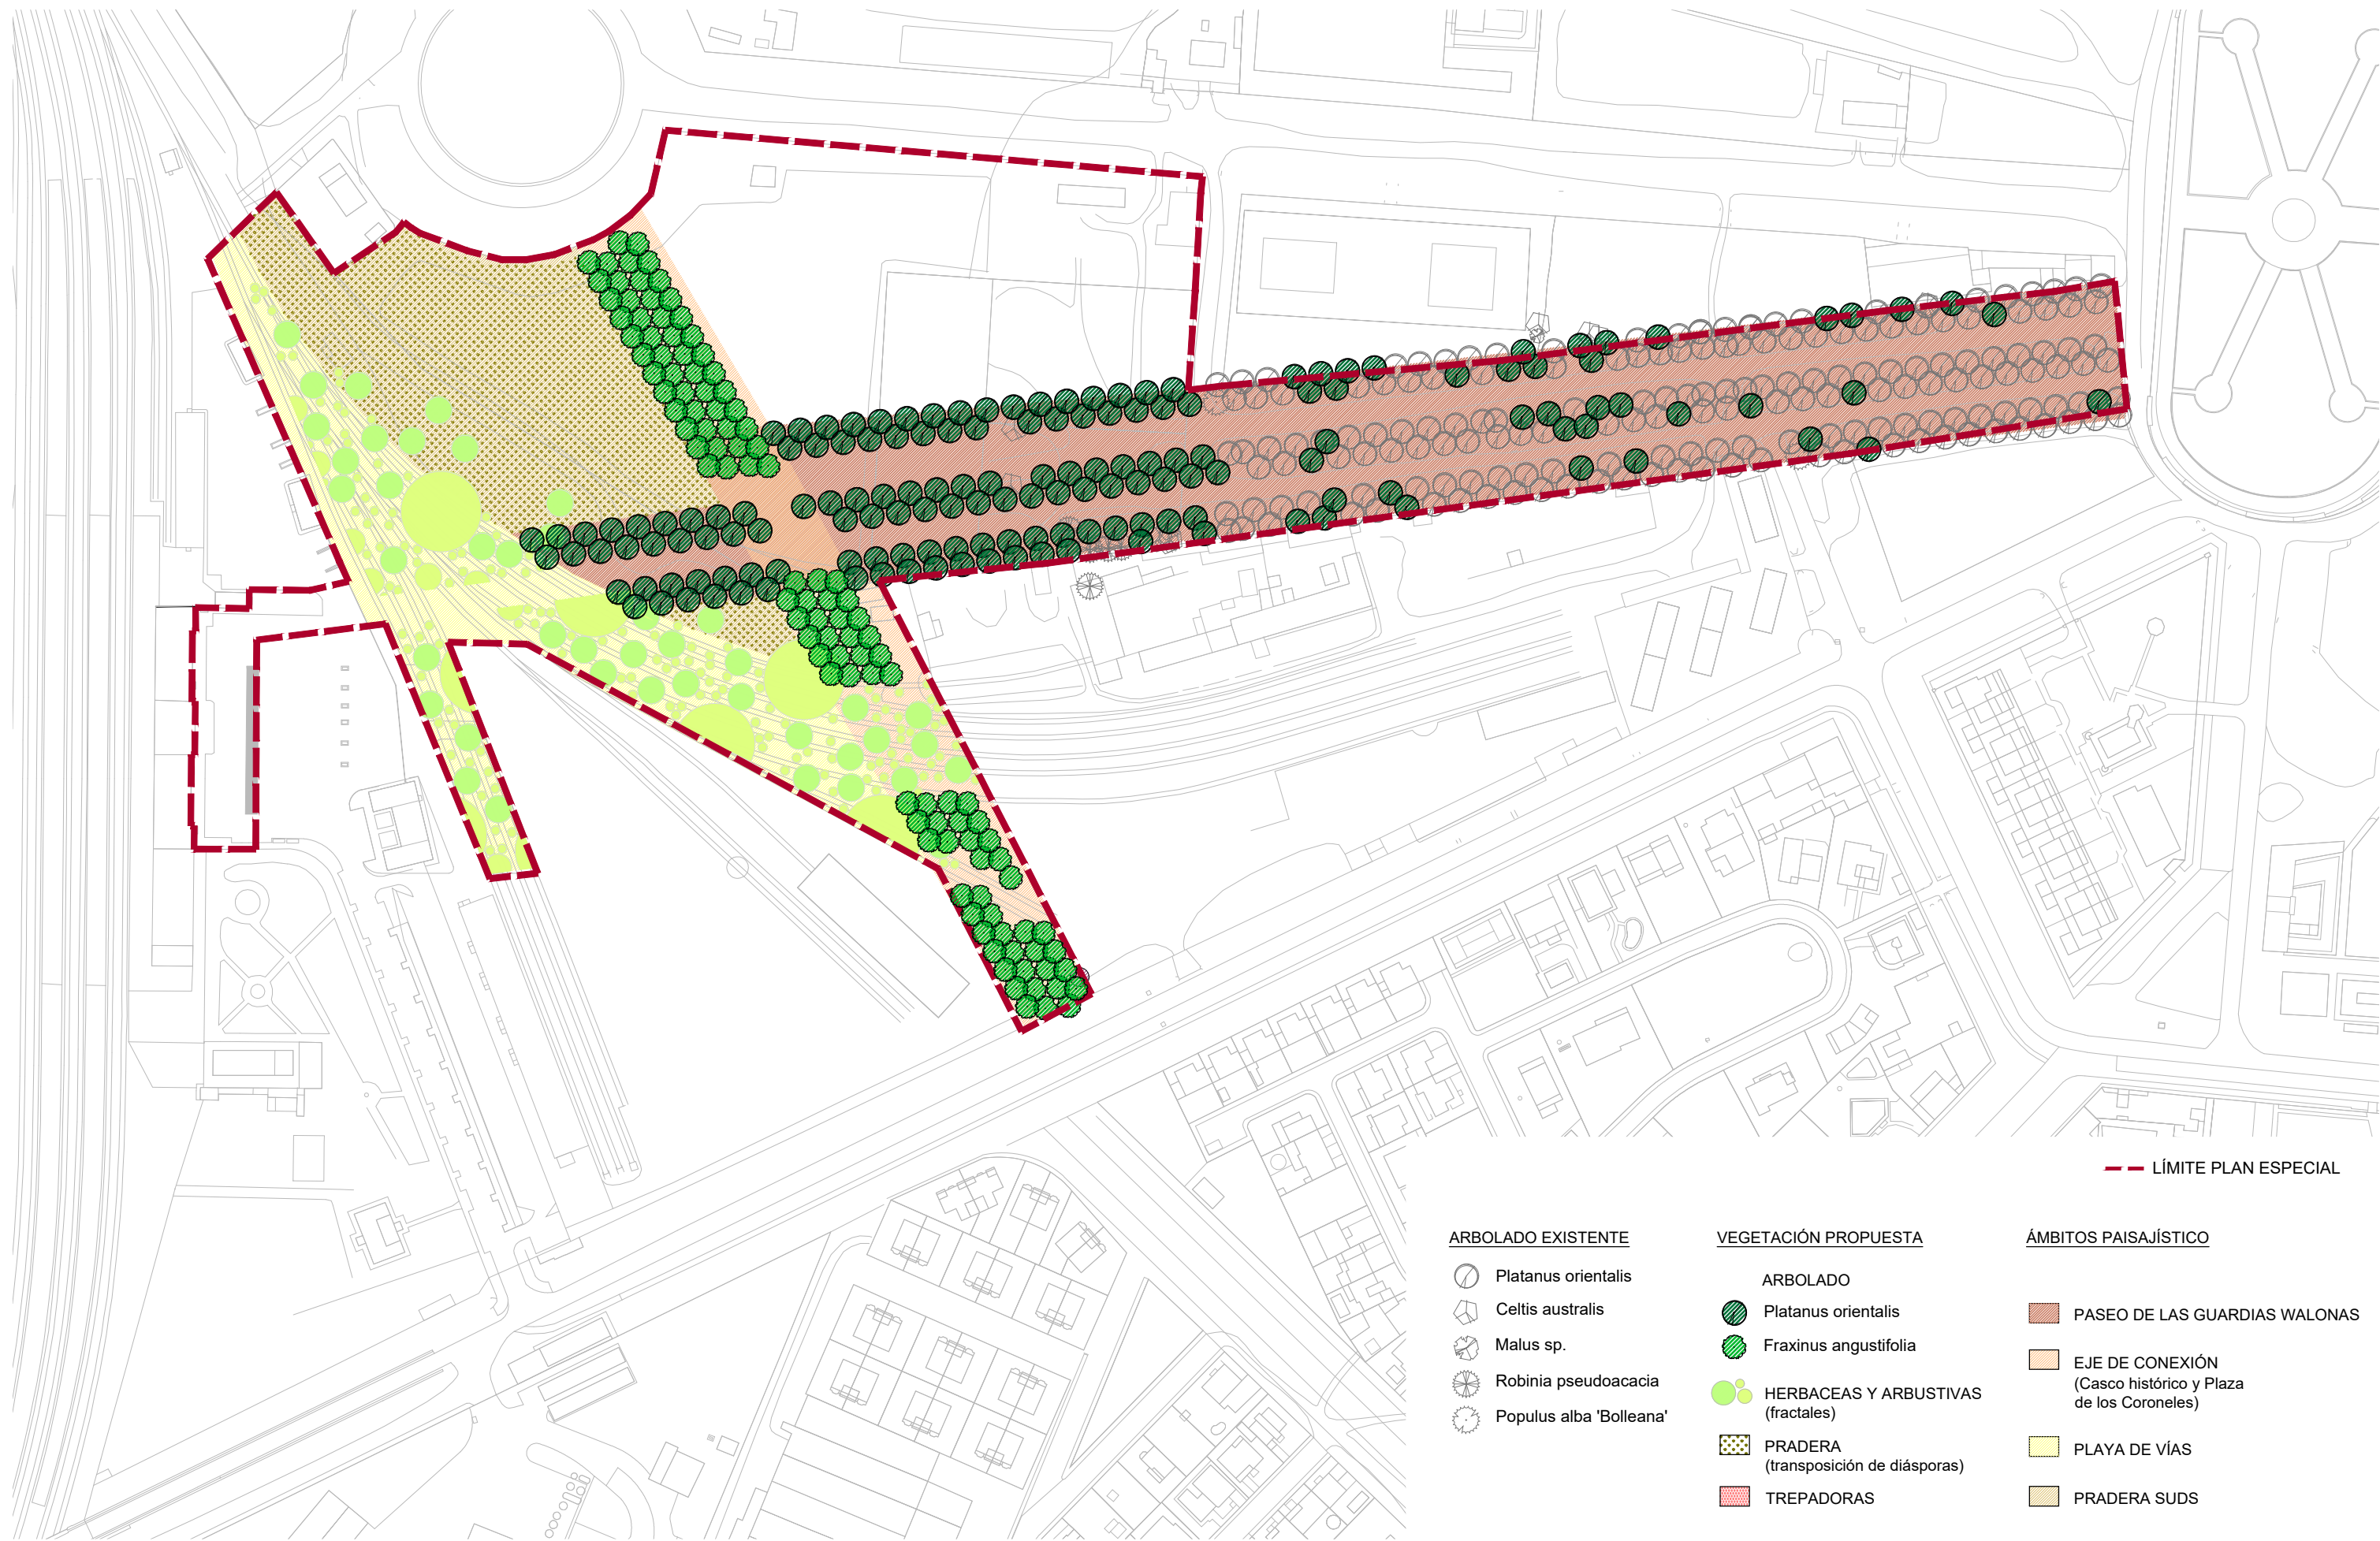 LÍMITE PLAN ESPECIAL
ARBOLADO EXISTENTE
Platanus orientalis
Celtis australis
Malus sp.
Robinia pseudoacacia
Populus alba 'Bolleana'
VEGETACIÓN PROPUESTA
ARBOLADO
Platanus orientalis
Fraxinus angustifolia
HERBACEAS Y ARBUSTIVAS
(fractales)
PRADERA
(transposición de diásporas)
TREPADORAS
ÁMBITOS PAISAJÍSTICO
PASEO DE LAS GUARDIAS WALONAS
EJE DE CONEXIÓN
(Casco histórico y Plaza
de los Coroneles)
PLAYA DE VÍAS
PRADERA SUDS